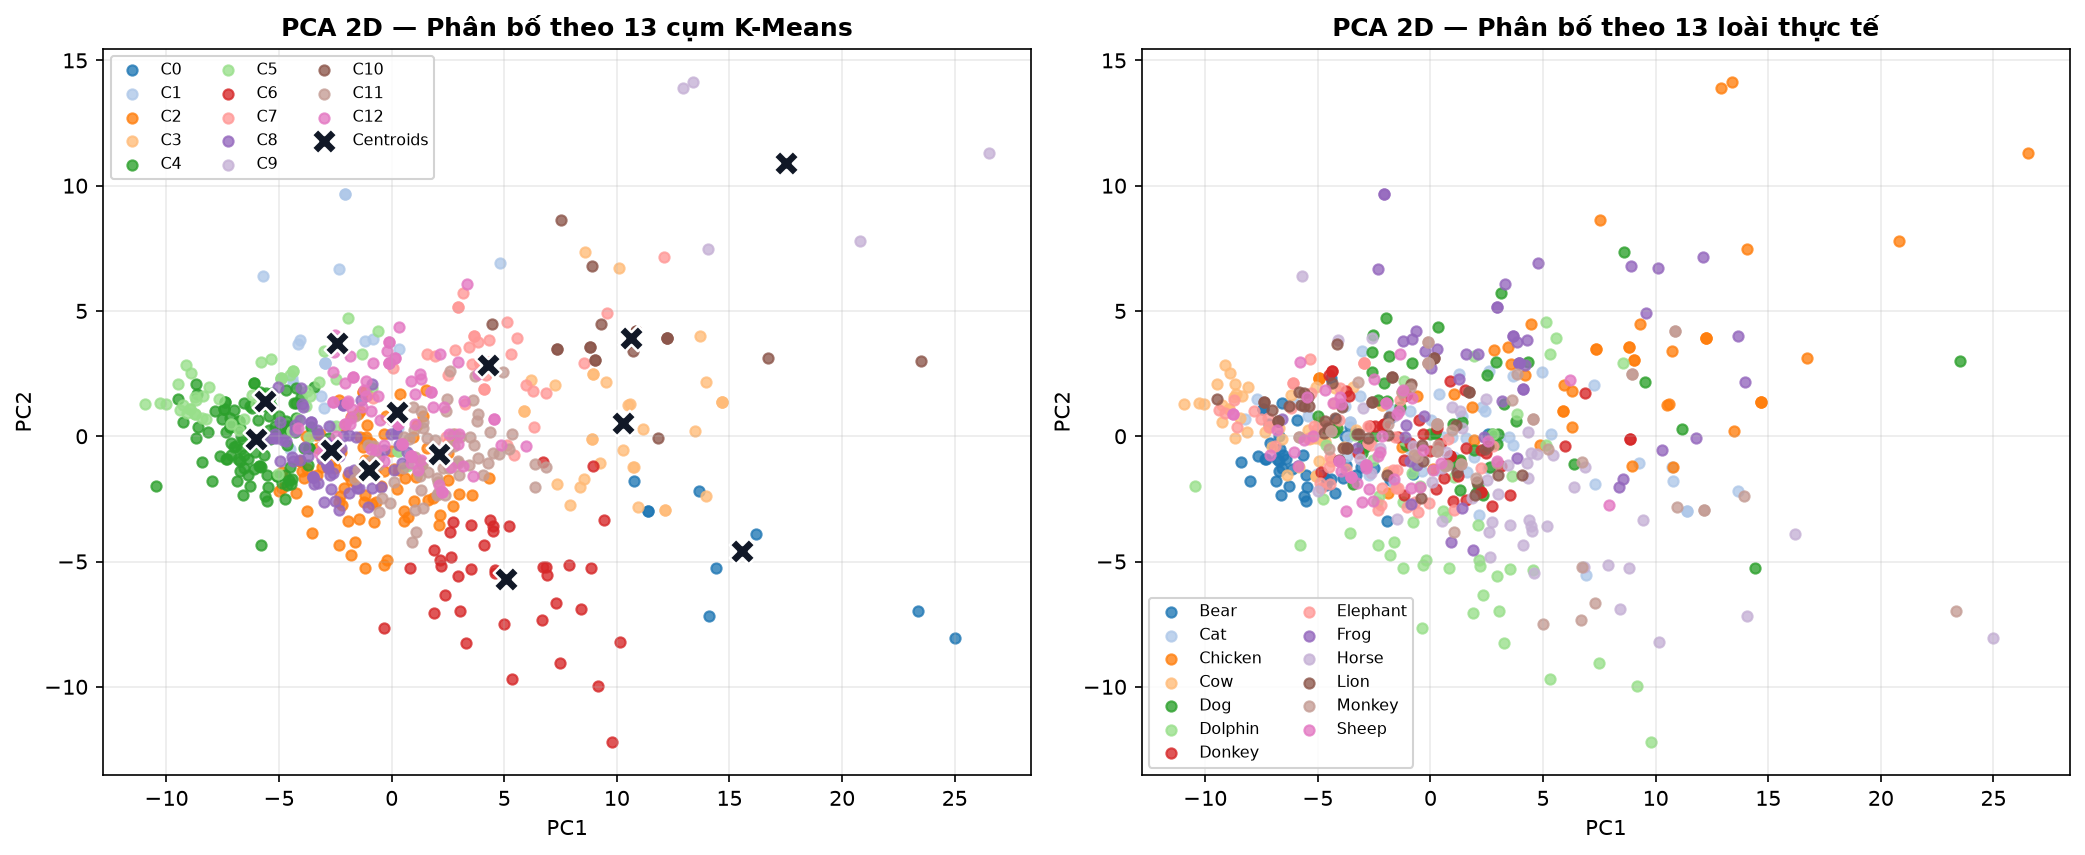 PCA 2D — Phân bố theo 13 cụm K-Means
15
10
5
0
−5
−10
PC2
C0
C1
C2
C3
C4
C5
C6
C7
C8
C9
C10
C11
C12
Centroids
−10
−5
0
5
10
15
20
25
PC1
PCA 2D — Phân bố theo 13 loài thực tế
15
10
5
0
−5
−10
PC2
Bear
Cat
Chicken
Cow
Dog
Dolphin
Donkey
Elephant
Frog
Horse
Lion
Monkey
Sheep
−10
−5
0
5
10
15
20
25
PC1